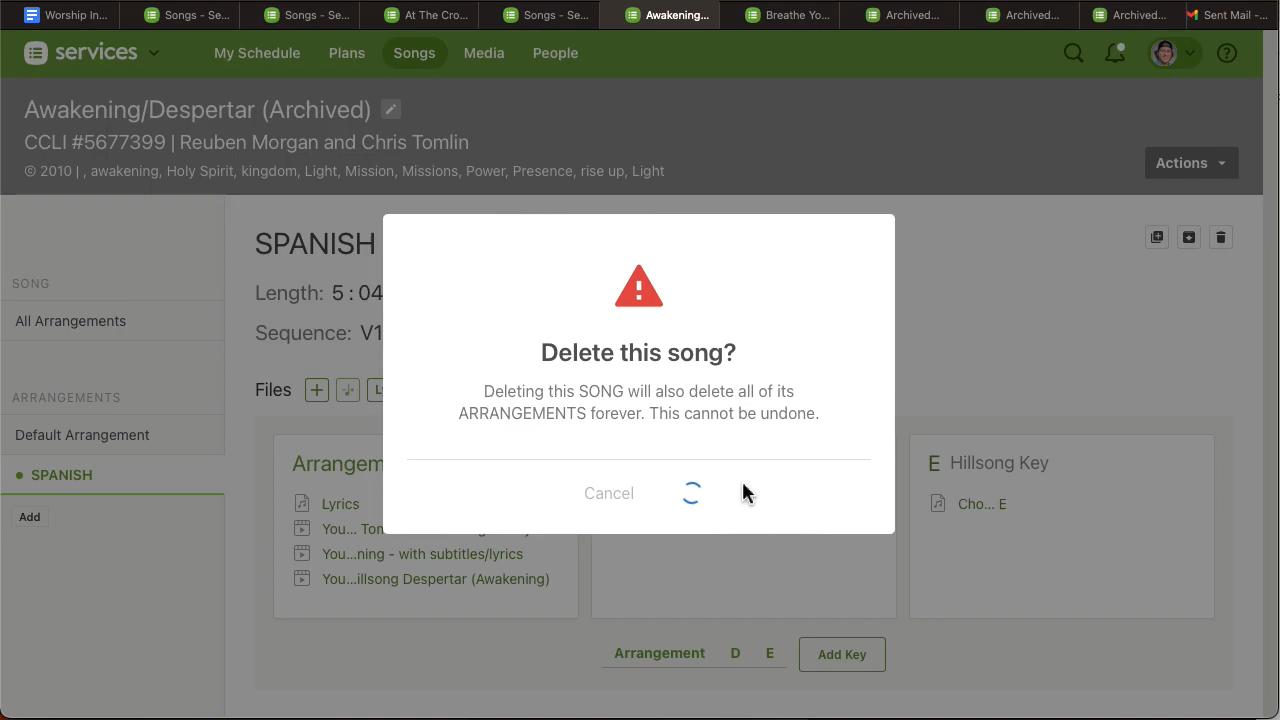 Worship In...
Songs - Se...
Songs - Se...
At The Cro...
Songs - Se...
Awakening...
Breathe Yo...
Archived...
Archived...
Archived...
Sent Mail -...
services
My Schedule
Plans
Songs
Media
People
Awakening/Despertar (Archived)
CCLI #5677399 | Reuben Morgan and Chris Tomlin
© 2010 | , awakening, Holy Spirit, kingdom, Light, Mission, Missions, Power, Presence, rise up, Light
Actions
SONG
All Arrangements
ARRANGEMENTS
Default Arrangement
SPANISH
Add
SPANISH
Length: 5:04
Sequence: V1
Files
Delete this song?
Deleting this SONG will also delete all of its
ARRANGEMENTS forever. This cannot be undone.
Cancel
Arrangem
Lyrics
You... Tom
You...ning - with subtitles/lyrics
You...illsong Despertar (Awakening)
E Hillsong Key
Cho... E
Arrangement D E
Add Key